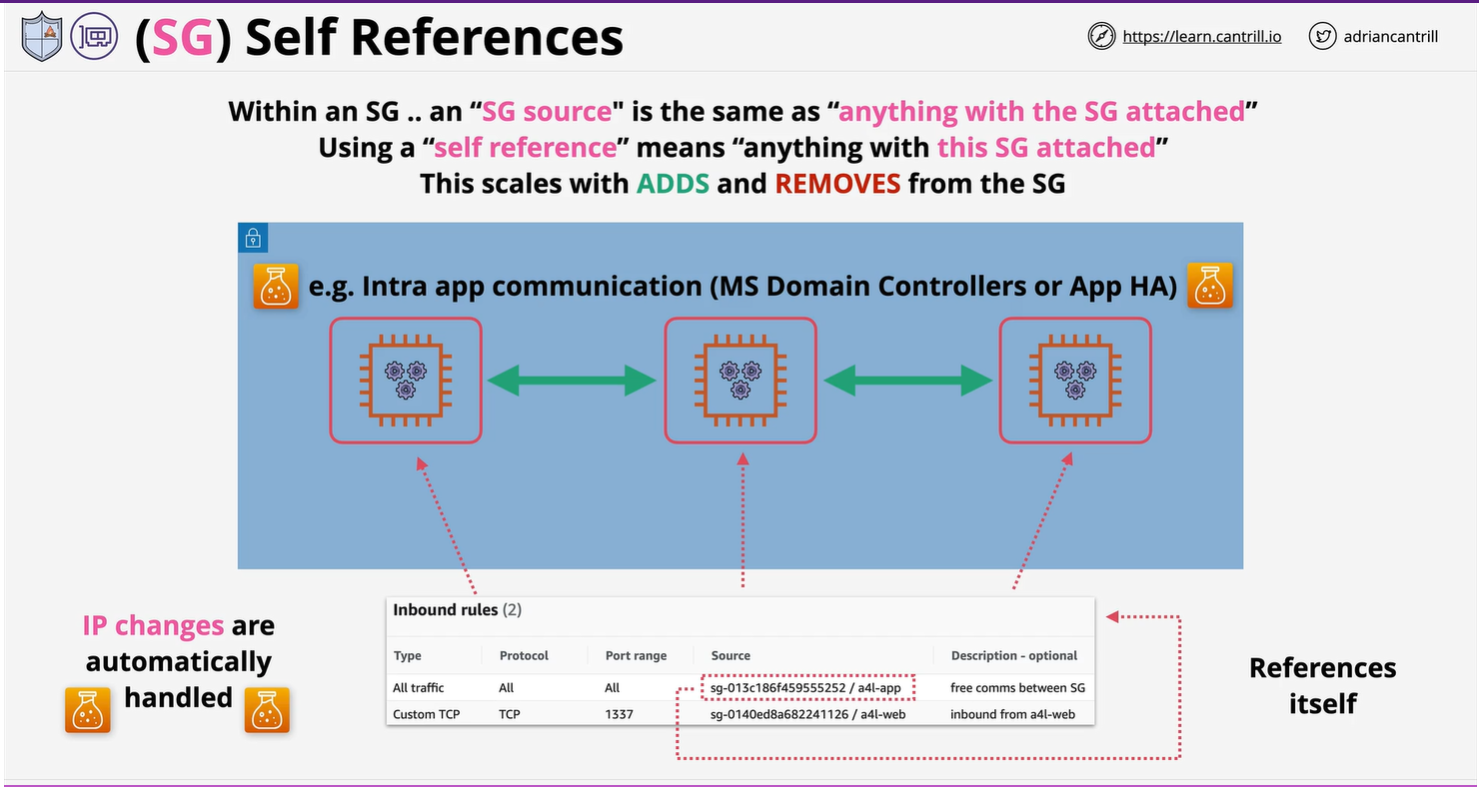 (SG) Self References
https://learn.cantrill.io
adriancantrill
Within an SG .. an “SG source" is the same as “anything with the SG attached”
Using a “self reference” means “anything with this SG attached”
This scales with ADDS and REMOVES from the SG
e.g. Intra app communication (MS Domain Controllers or App HA)
IP changes are
automatically
handled
Inbound rules (2)
Type Protocol Port range Source Description - optional
All traffic All All sg-013c186f459555252 / a4l-app free comms between SG
Custom TCP TCP 1337 sg-0140ed8a682241126 / a4l-web inbound from a4l-web
References
itself